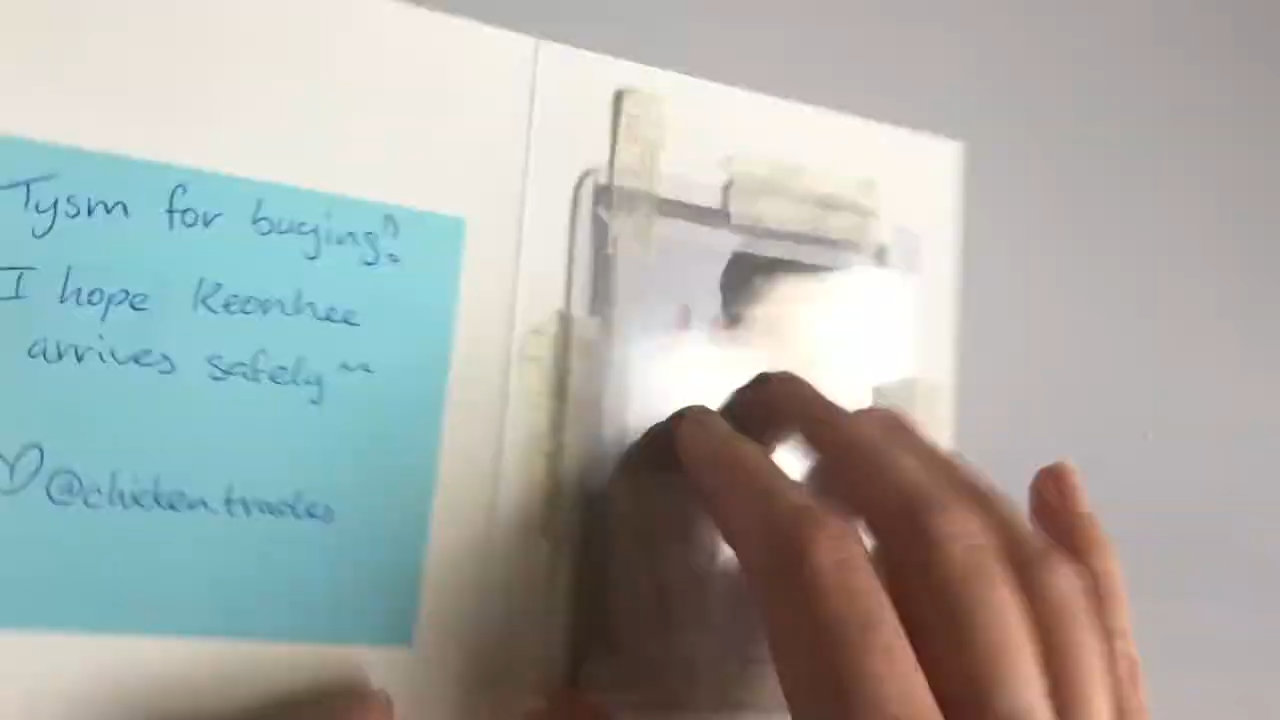 Tysm for buying!
I hope Keonhee
arrives safely ^^
♡ @chickentrades